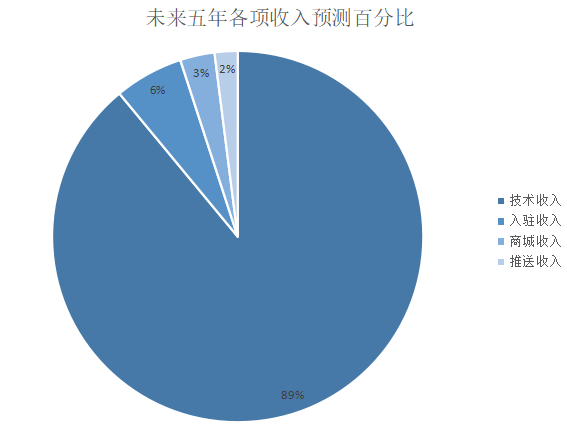 未来五年各项收入预测百分比
2%
3%
6%
技术收入
入驻收入
商城收入
推送收入
89%